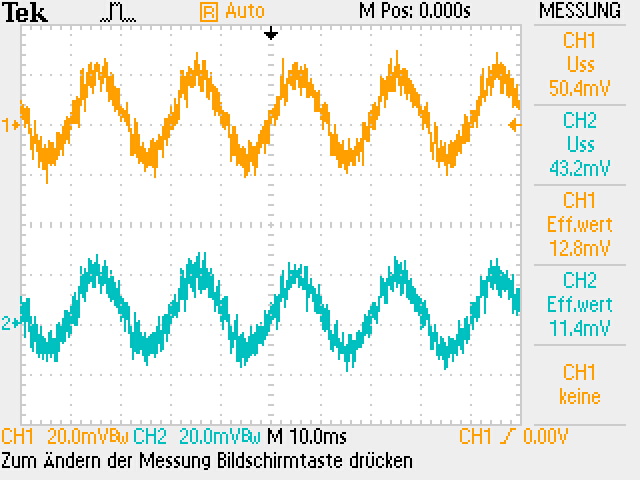 Tek R Auto M Pos: 0.000s MESSUNG
CH1
Uss
50.4mV
CH2
Uss
43.2mV
CH1
Eff.wert
12.8mV
CH2
Eff.wert
11.4mV
CH1
keine
1
2
CH1 20.0mVBw CH2 20.0mVBw M 10.0ms CH1 0.00V
Zum Ändern der Messung Bildschirmtaste drücken